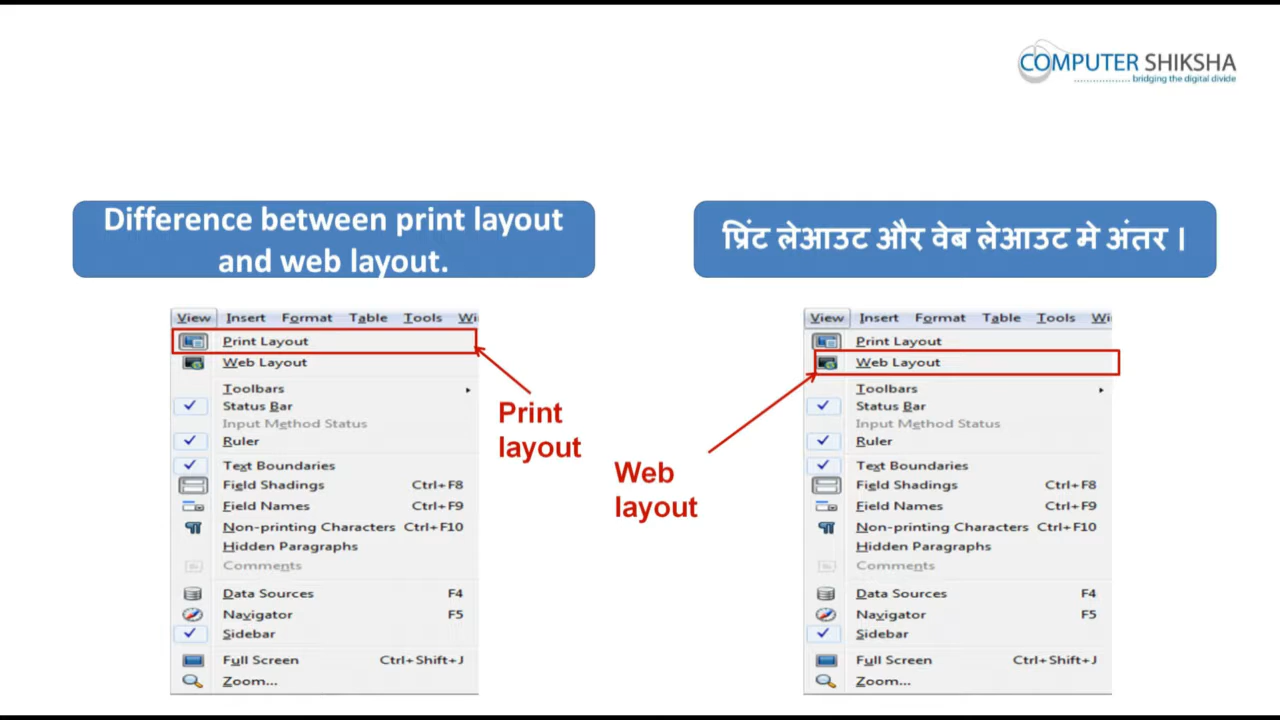 COMPUTER SHIKSHA
bridging the digital divide
Difference between print layout
and web layout.
प्रिंट लेआउट और वेब लेआउट मे अंतर ।
View Insert Format Table Tools
Print Layout
Web Layout
Toolbars
Status Bar
Input Method Status
Ruler
Text Boundaries
Field Shadings Ctrl+F8
Field Names Ctrl+F9
Non-printing Characters Ctrl+F10
Hidden Paragraphs
Comments
Data Sources F4
Navigator F5
Sidebar
Full Screen Ctrl+Shift+J
Zoom...
Print
layout
Web
layout
View Insert Format Table Tools
Print Layout
Web Layout
Toolbars
Status Bar
Input Method Status
Ruler
Text Boundaries
Field Shadings Ctrl+F8
Field Names Ctrl+F9
Non-printing Characters Ctrl+F10
Hidden Paragraphs
Comments
Data Sources F4
Navigator F5
Sidebar
Full Screen Ctrl+Shift+J
Zoom...